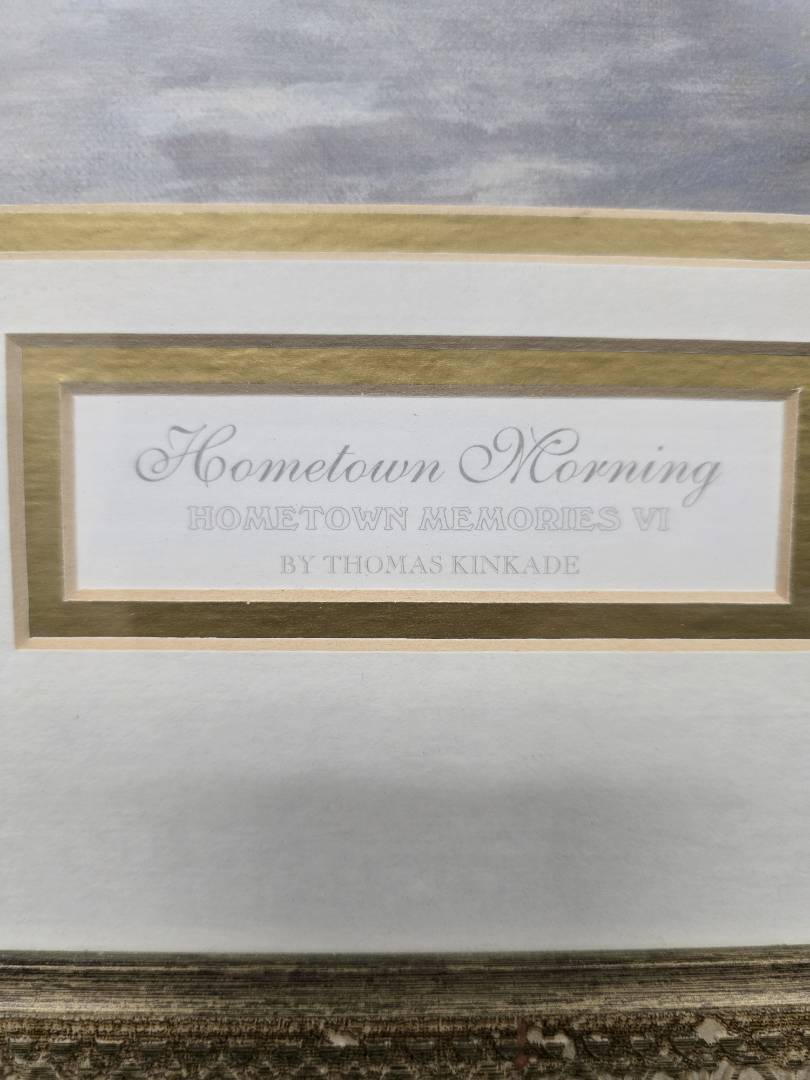 Hometown Morning
HOMETOWN MEMORIES VI
BY THOMAS KINKADE